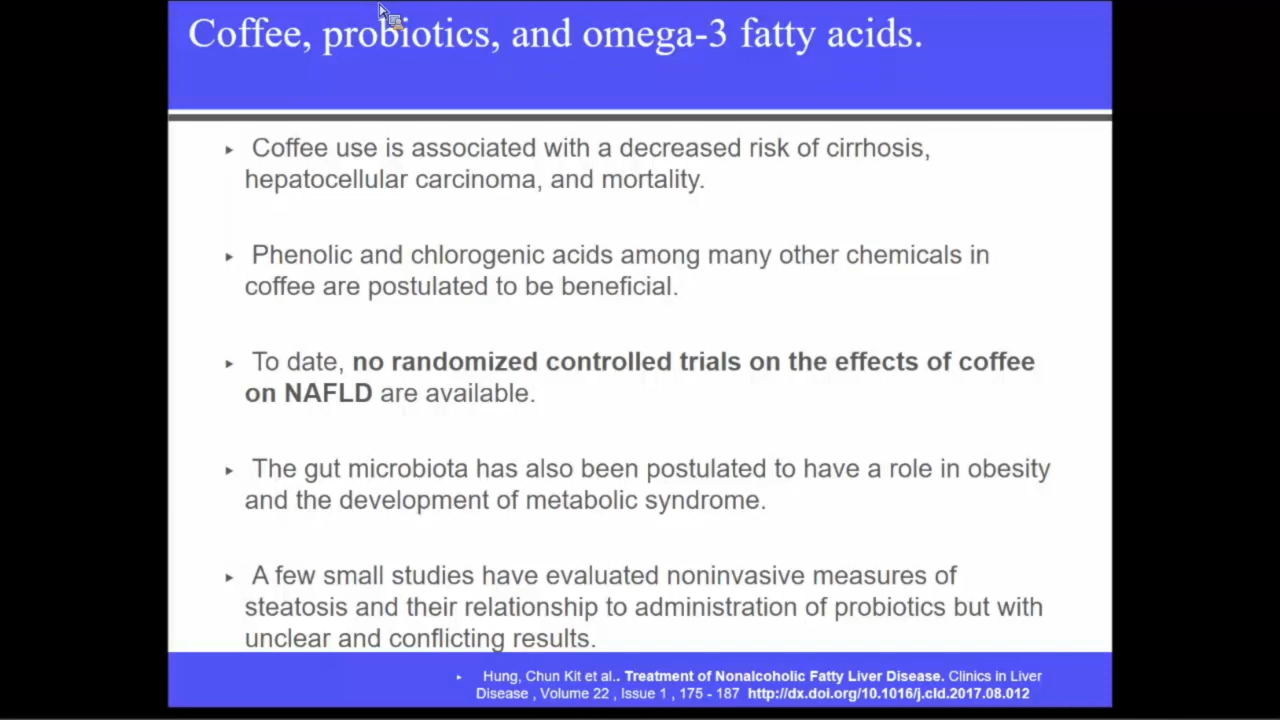 Coffee, probiotics, and omega-3 fatty acids.
Coffee use is associated with a decreased risk of cirrhosis,
hepatocellular carcinoma, and mortality.
Phenolic and chlorogenic acids among many other chemicals in
coffee are postulated to be beneficial.
To date, no randomized controlled trials on the effects of coffee
on NAFLD are available.
The gut microbiota has also been postulated to have a role in obesity
and the development of metabolic syndrome.
A few small studies have evaluated noninvasive measures of
steatosis and their relationship to administration of probiotics but with
unclear and conflicting results.
Hung, Chun Kit et al.. Treatment of Nonalcoholic Fatty Liver Disease. Clinics in Liver
Disease , Volume 22 , Issue 1 , 175 - 187 http://dx.doi.org/10.1016/j.cld.2017.08.012